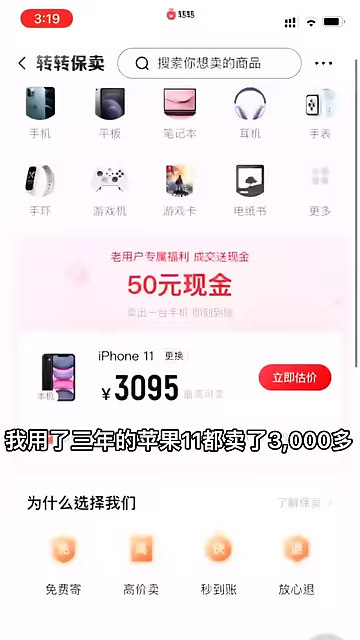 3:19
转转
转转保卖
搜索你想卖的商品
手机
平板
笔记本
耳机
手表
手环
游戏机
游戏卡
电纸书
更多
老用户专属福利 成交送现金
50元现金
卖出一台手机 即刻到账
iPhone 11 更换
¥3095 最高可卖
立即估价
本机
我用了三年的苹果11都卖了3,000多
为什么选择我们
了解保卖
免
高
快
退
免费寄
高价卖
秒到账
放心退